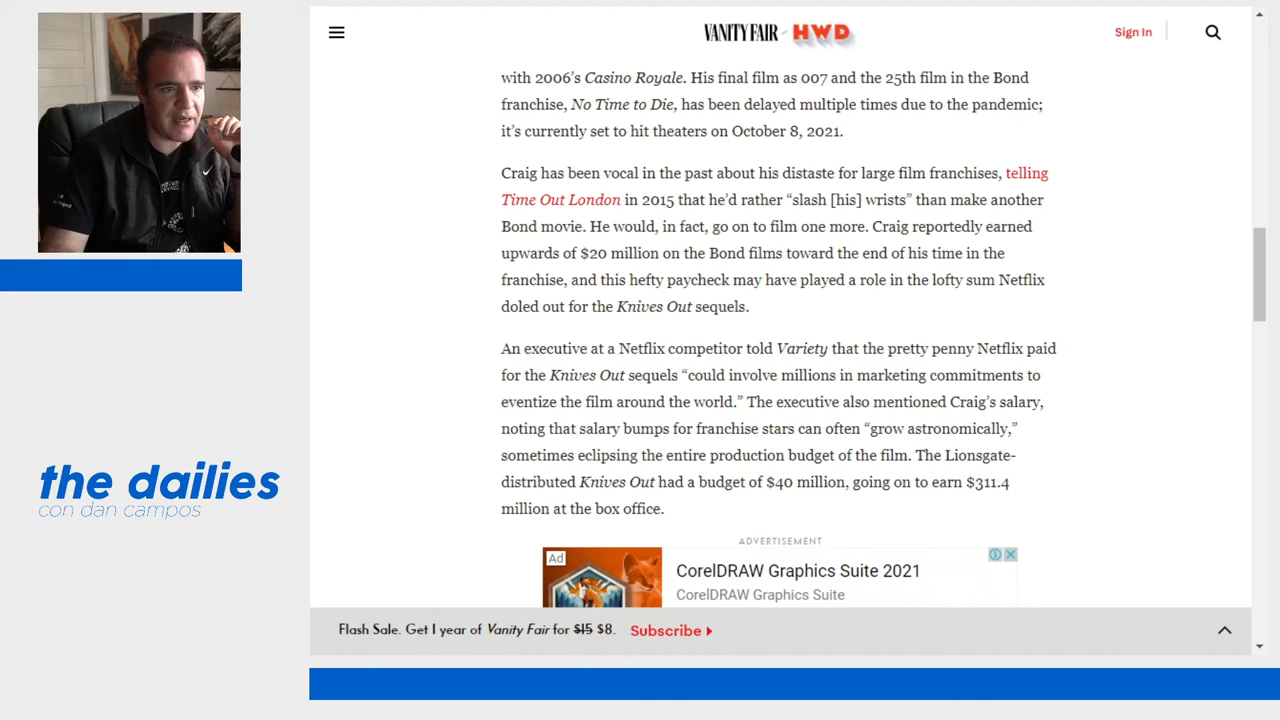 VANITY FAIR HWD
Sign In
with 2006’s Casino Royale. His final film as 007 and the 25th film in the Bond
franchise, No Time to Die, has been delayed multiple times due to the pandemic;
it’s currently set to hit theaters on October 8, 2021.
Craig has been vocal in the past about his distaste for large film franchises, telling
Time Out London in 2015 that he’d rather “slash [his] wrists” than make another
Bond movie. He would, in fact, go on to film one more. Craig reportedly earned
upwards of $20 million on the Bond films toward the end of his time in the
franchise, and this hefty paycheck may have played a role in the lofty sum Netflix
doled out for the Knives Out sequels.
An executive at a Netflix competitor told Variety that the pretty penny Netflix paid
for the Knives Out sequels “could involve millions in marketing commitments to
eventize the film around the world.” The executive also mentioned Craig’s salary,
noting that salary bumps for franchise stars can often “grow astronomically,”
sometimes eclipsing the entire production budget of the film. The Lionsgate-
distributed Knives Out had a budget of $40 million, going on to earn $311.4
million at the box office.
the dailies
con dan campos
ADVERTISEMENT
Ad
CorelDRAW Graphics Suite 2021
CorelDRAW Graphics Suite
Flash Sale. Get 1 year of Vanity Fair for $15 $8. Subscribe